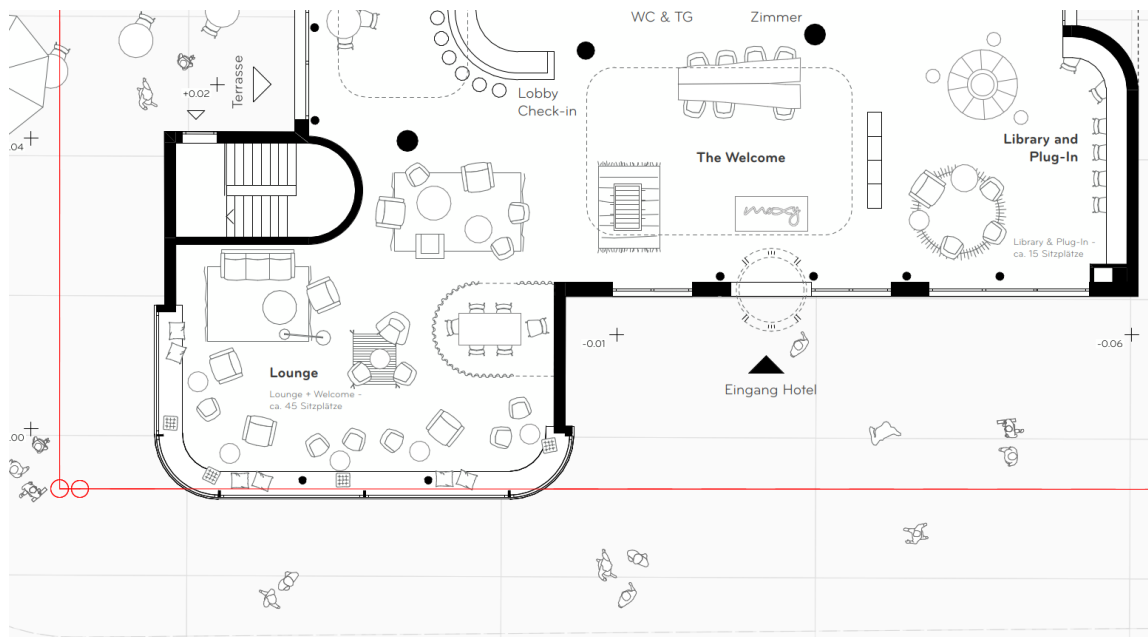 WC & TG
Zimmer
Terrasse
+0.02
Lobby
Check-in
.04
The Welcome
Library and
Plug-In
moxy
Library & Plug-In -
ca. 15 Sitzplätze
-0.01
-0.06
Eingang Hotel
Lounge
Lounge + Welcome -
ca. 45 Sitzplätze
.00